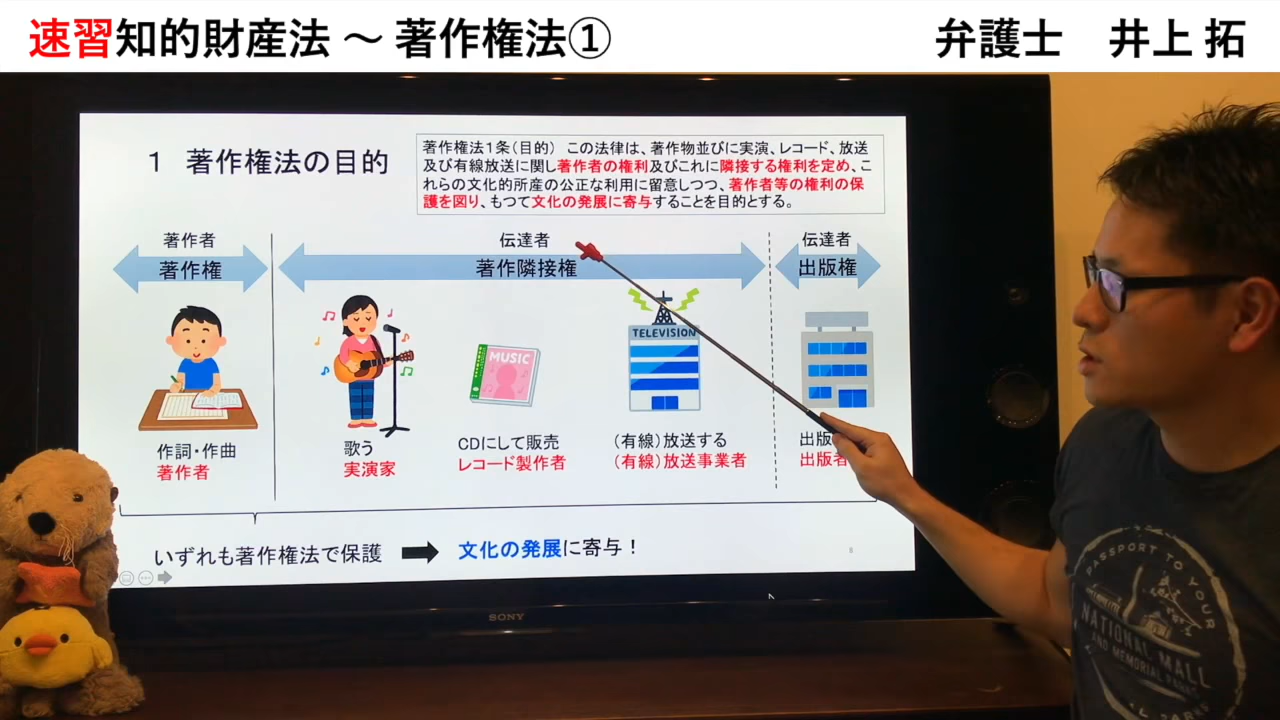 速習知的財産法 ～ 著作権法①
弁護士 井上 拓
1 著作権法の目的
著作権法1条（目的） この法律は、著作物並びに実演、レコード、放送
及び有線放送に関し著作者の権利及びこれに隣接する権利を定め、こ
れらの文化的所産の公正な利用に留意しつつ、著作者等の権利の保
護を図り、もつて文化の発展に寄与することを目的とする。
著作者
著作権
伝達者
著作隣接権
伝達者
出版権
MUSIC
TELEVISION
作詞・作曲
著作者
歌う
実演家
CDにして販売
レコード製作者
（有線）放送する
（有線）放送事業者
出版
出版者
いずれも著作権法で保護 ➡ 文化の発展に寄与！
8
SONY
PASSPORT TO YOUR
NATIONAL MALL
AND MEMORIAL PARKS